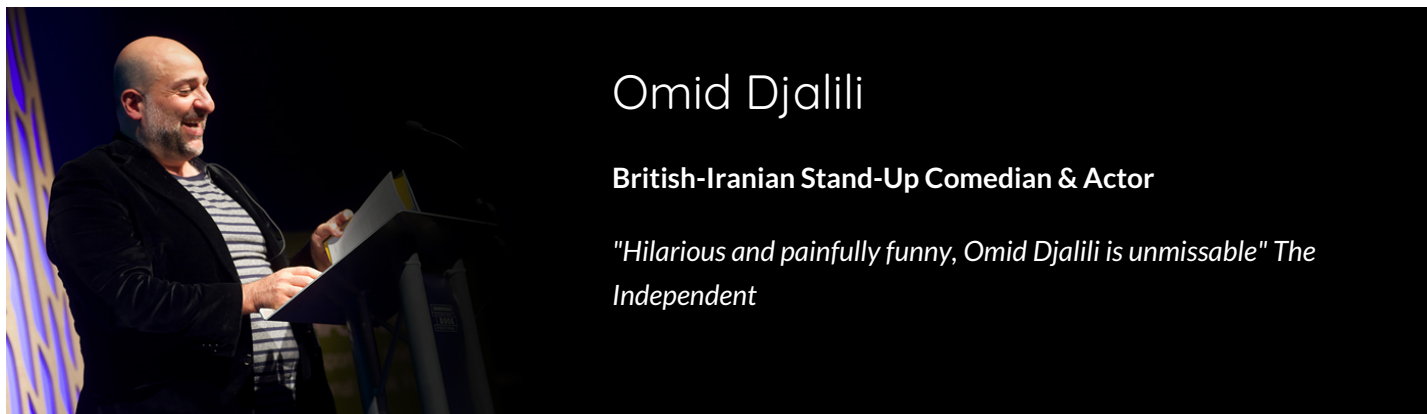 Omid Djalili
British-Iranian Stand-Up Comedian & Actor
"Hilarious and painfully funny, Omid Djalili is unmissable" The
Independent